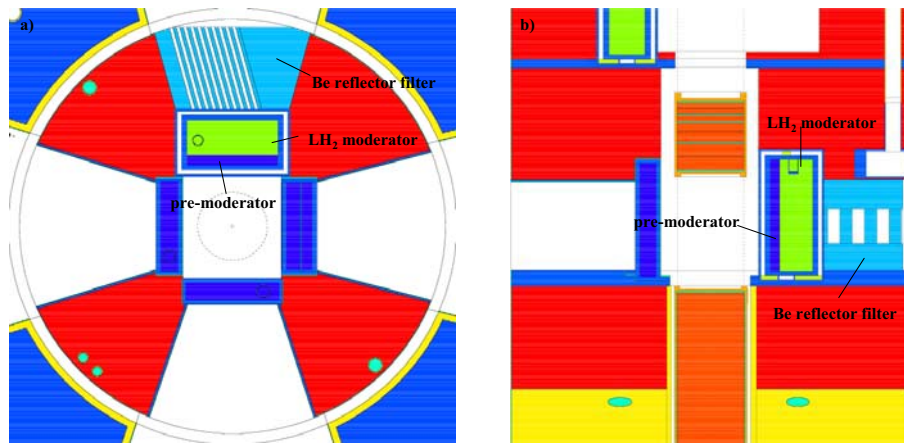 a)
Be reflector filter
LH₂ moderator
pre-moderator
b)
LH₂ moderator
pre-moderator
Be reflector filter